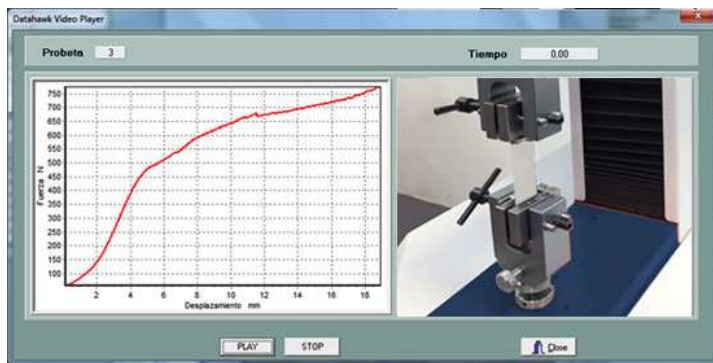 Datahawk Video Player
Probeta 3
Tiempo 0.00
750
700
650
600
550
500
450
400
350
300
250
200
150
100
Fuerza N
2 4 6 8 10 12 14 16 18
Desplazamiento mm
PLAY STOP Close